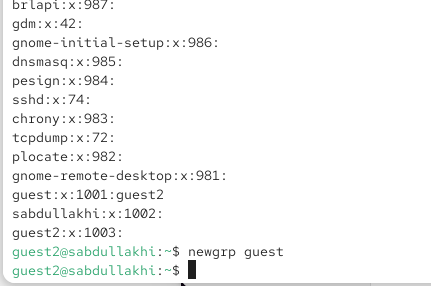 brlapi:x:987:
gdm:x:42:
gnome-initial-setup:x:986:
dnsmasq:x:985:
pesign:x:984:
sshd:x:74:
chrony:x:983:
tcpdump:x:72:
plocate:x:982:
gnome-remote-desktop:x:981:
guest:x:1001:guest2
sabdullakhi:x:1002:
guest2:x:1003:
guest2@sabdullakhi:~$ newgrp guest
guest2@sabdullakhi:~$